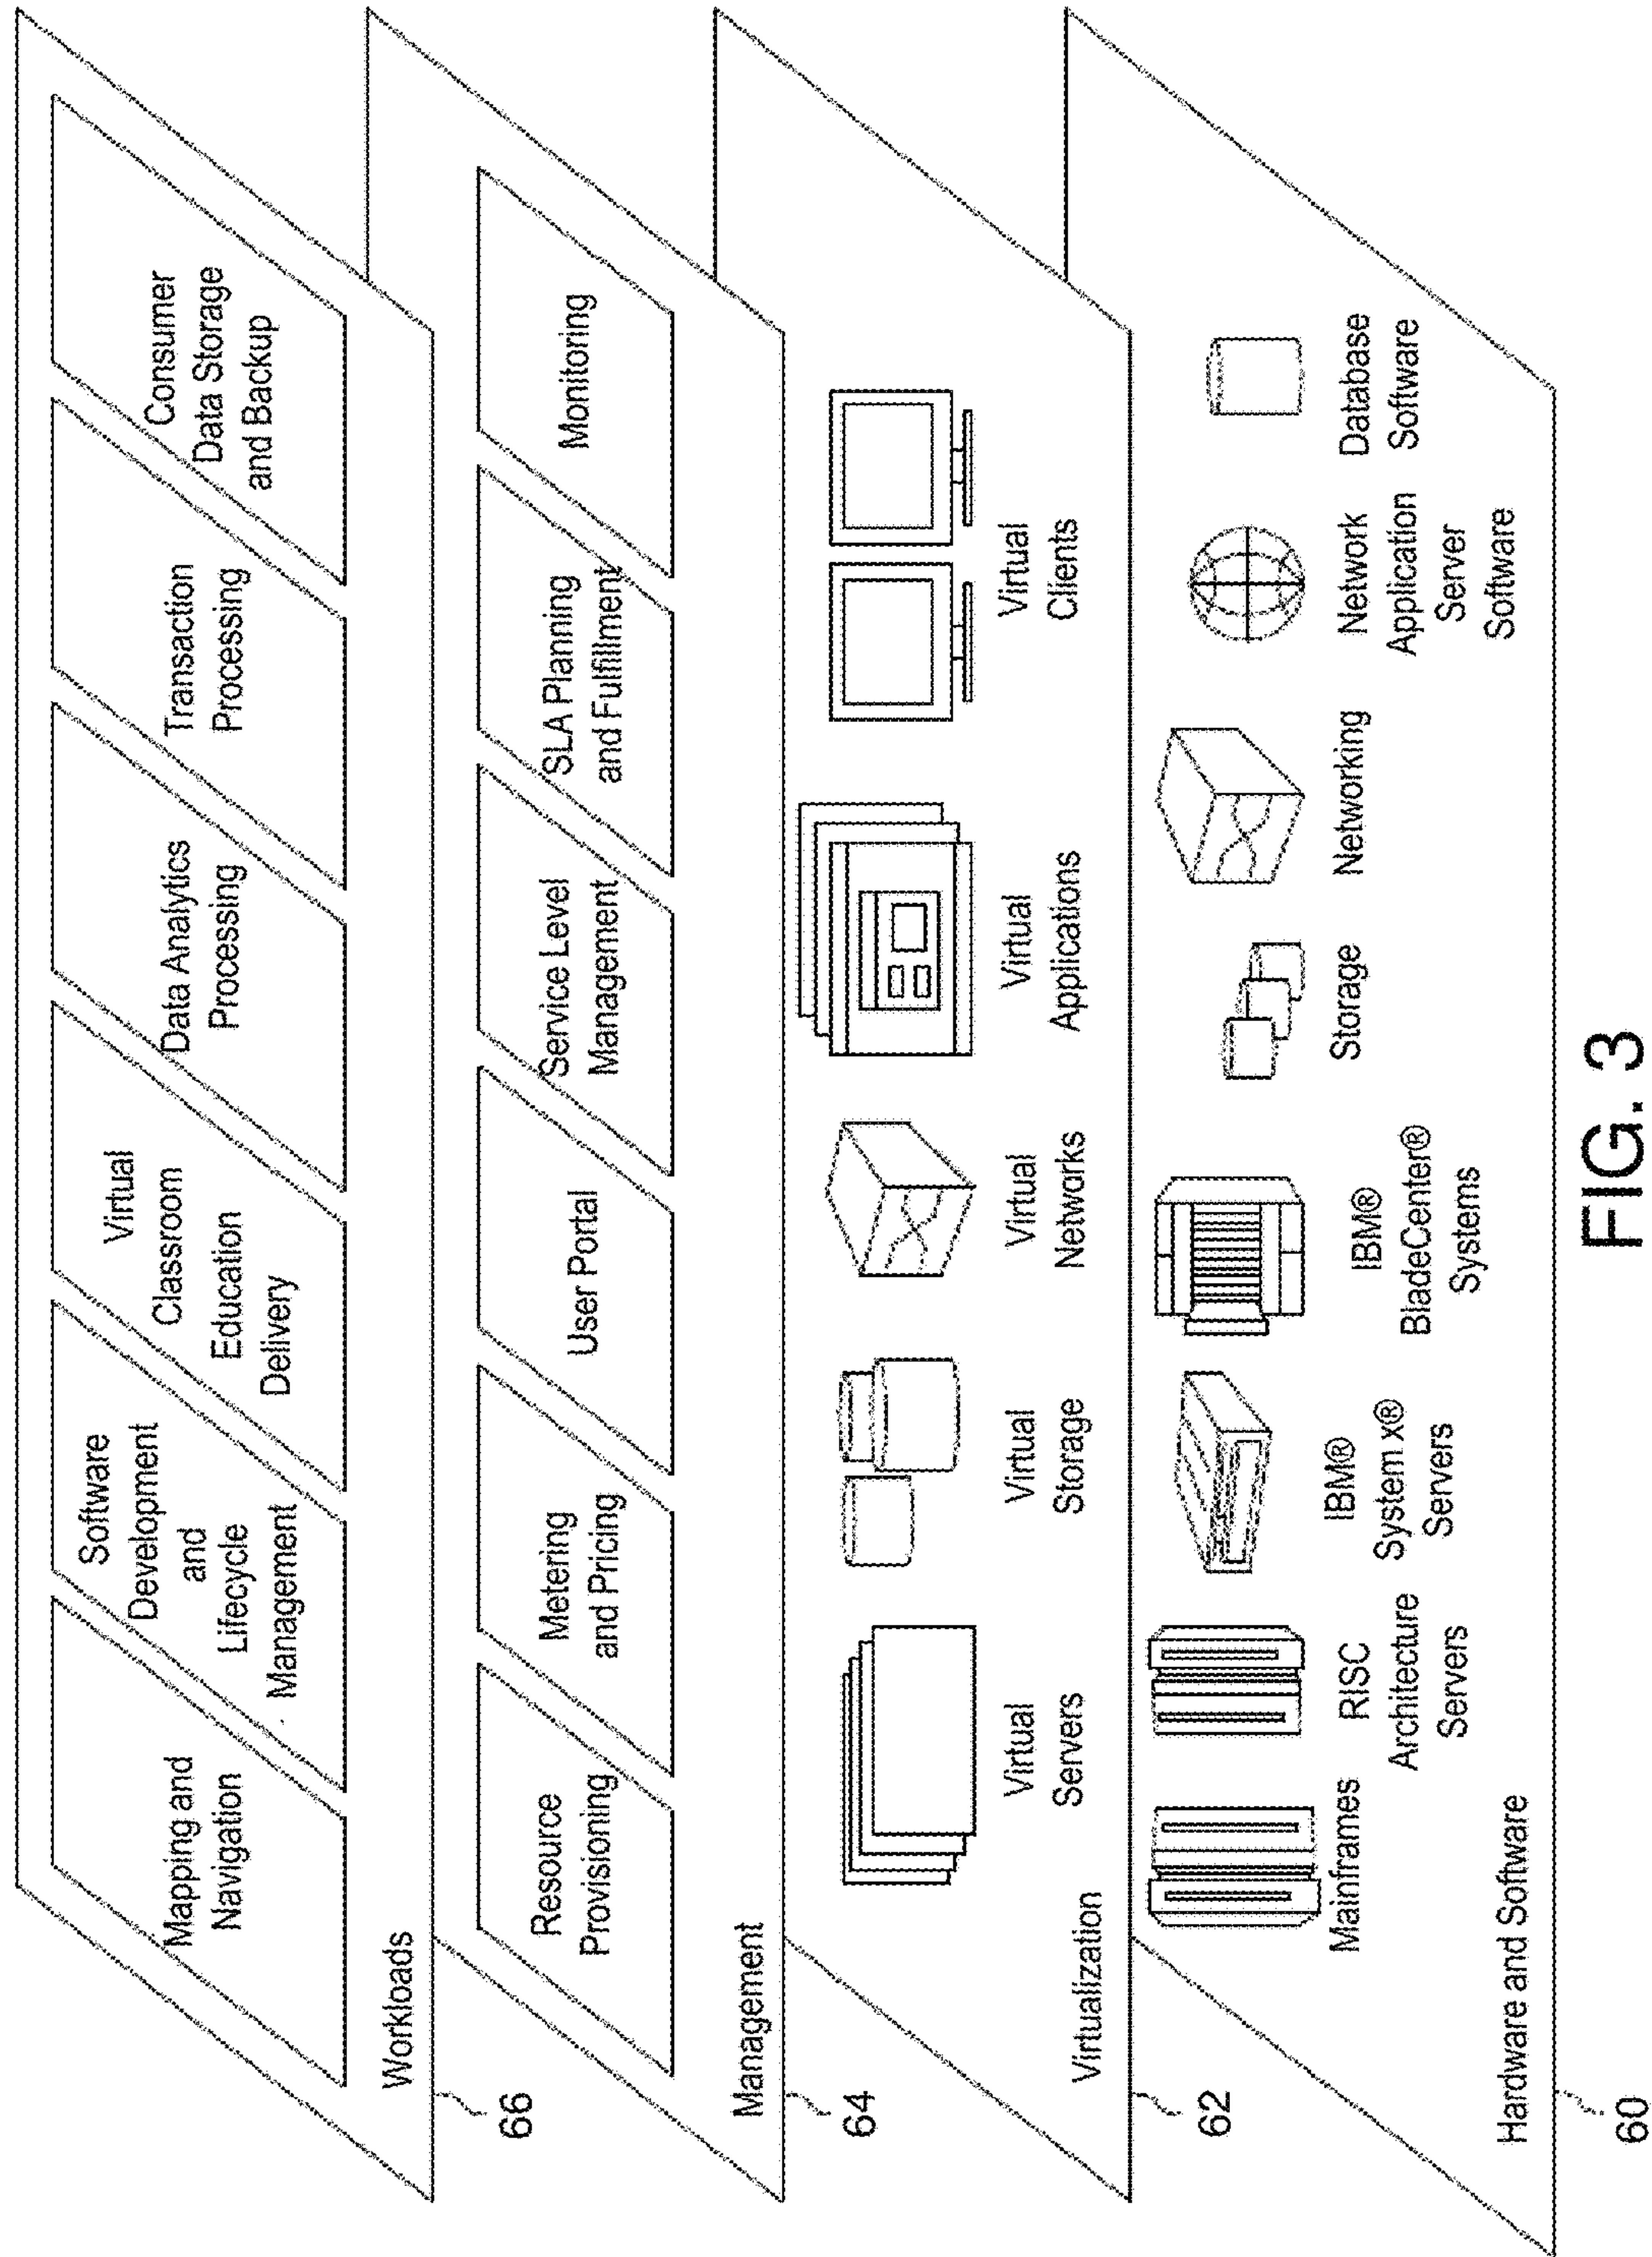 Mapping and
Navigation
Software
Development
and
Lifecycle
Management
Virtual
Classroom
Education
Delivery
Data Analytics
Processing
Transaction
Processing
Consumer
Data Storage
and Backup
Workloads
66
Resource
Provisioning
Metering
and Pricing
User Portal
Service Level
Management
SLA Planning
and Fulfillment
Monitoring
Management
64
Virtual
Servers
Virtual
Storage
Virtual
Networks
Virtual
Applications
Virtual
Clients
Virtualization
62
Mainframes
RISC
Architecture
Servers
IBM®
System x®
Servers
IBM®
BladeCenter®
Systems
Storage
Networking
Network
Application
Server
Software
Database
Software
Hardware and Software
60
FIG. 3